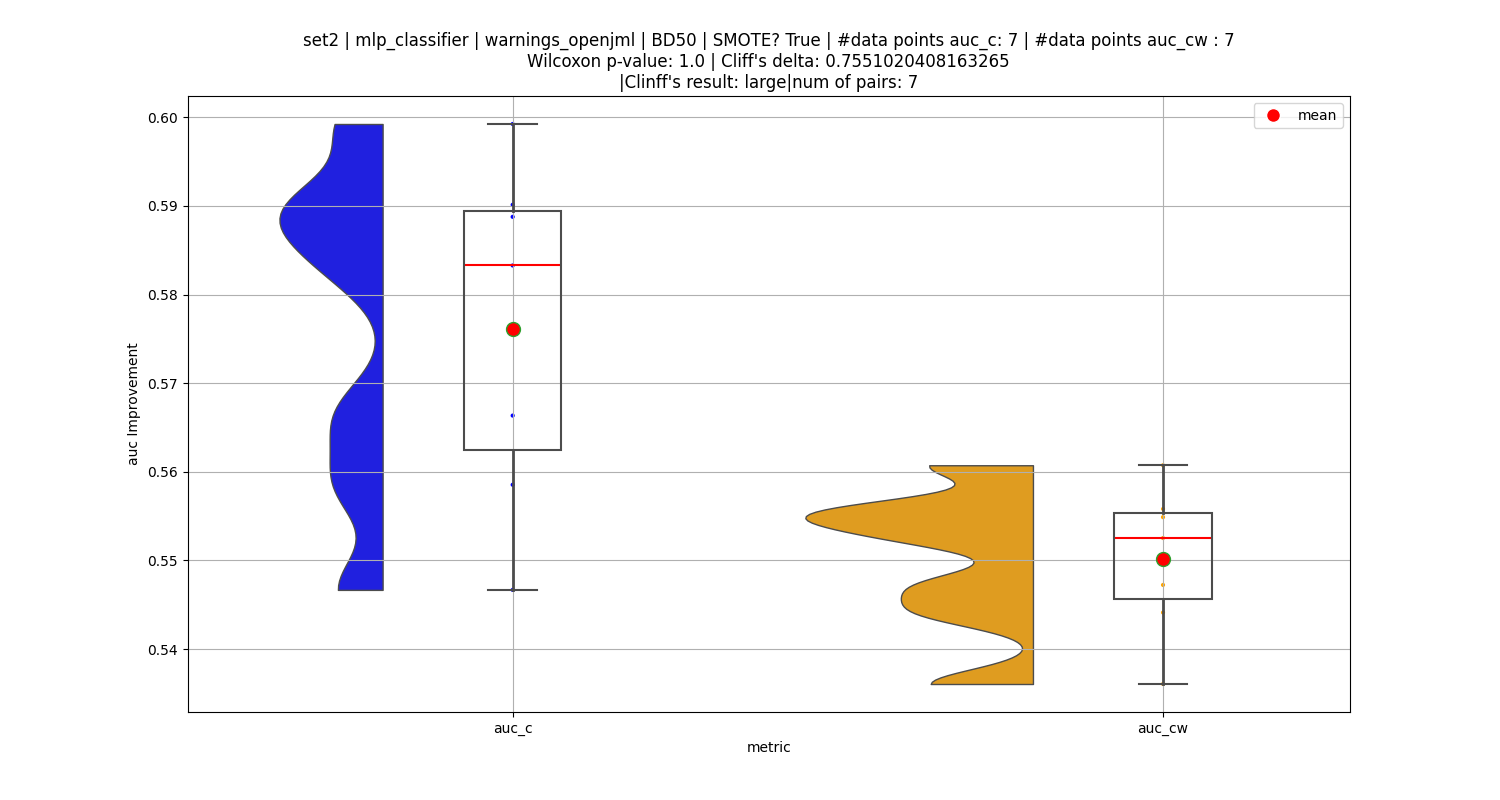 set2 | mlp_classifier | warnings_openjml | BD50 | SMOTE? True | #data points auc_c: 7 | #data points auc_cw : 7
Wilcoxon p-value: 1.0 | Cliff's delta: 0.7551020408163265
|Clinff's result: large|num of pairs: 7
mean
0.60
0.59
0.58
0.57
0.56
0.55
0.54
auc Improvement
auc_c
auc_cw
metric